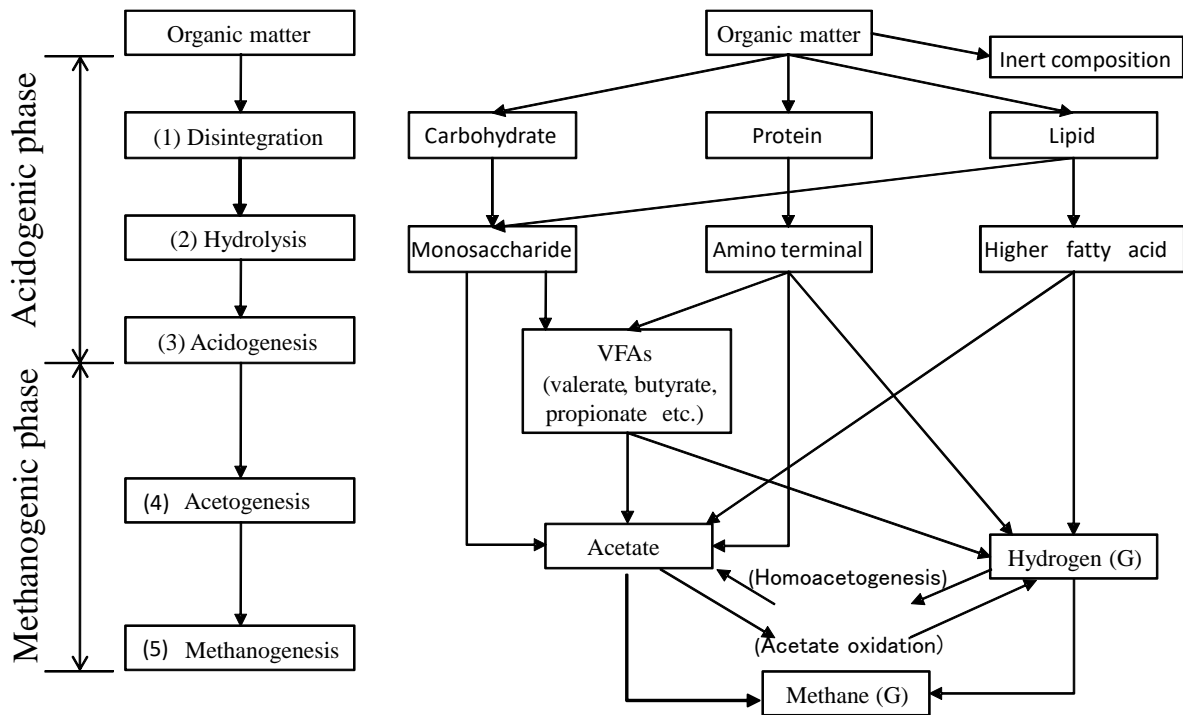 Acidogenic phase
Methanogenic phase
Organic matter
(1) Disintegration
(2) Hydrolysis
(3) Acidogenesis
(4) Acetogenesis
(5) Methanogenesis
Organic matter
Inert composition
Carbohydrate
Protein
Lipid
Monosaccharide
Amino terminal
Higher fatty acid
VFAs
(valerate, butyrate,
propionate etc.)
Acetate
Hydrogen (G)
(Homoacetogenesis)
(Acetate oxidation)
Methane (G)